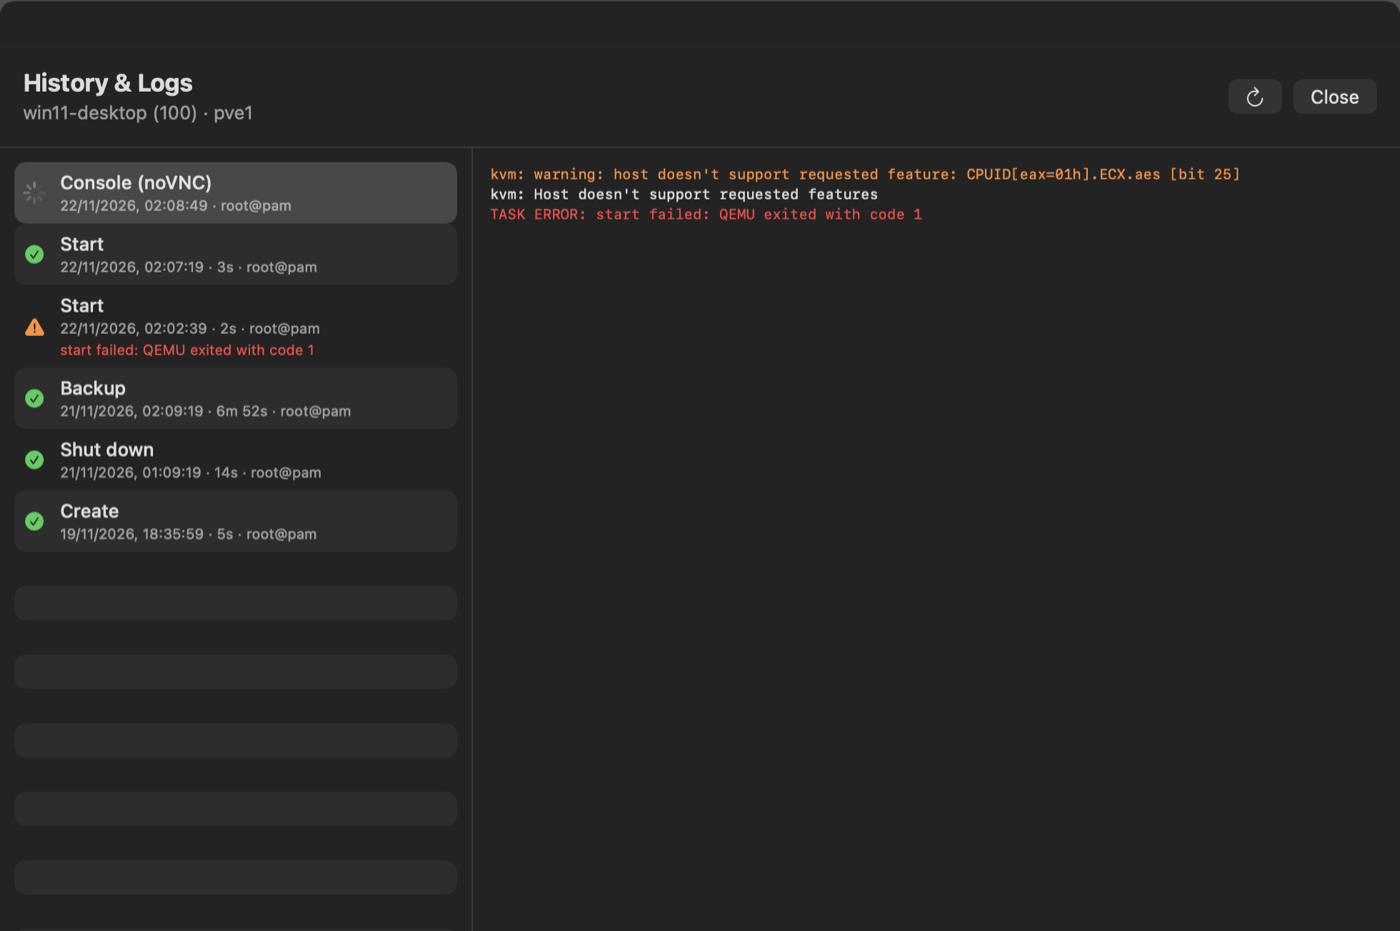 History & Logs
win11-desktop (100) · pve1
Close
Console (noVNC)
22/11/2026, 02:08:49 · root@pam
Start
22/11/2026, 02:07:19 · 3s · root@pam
Start
22/11/2026, 02:02:39 · 2s · root@pam
start failed: QEMU exited with code 1
Backup
21/11/2026, 02:09:19 · 6m 52s · root@pam
Shut down
21/11/2026, 01:09:19 · 14s · root@pam
Create
19/11/2026, 18:35:59 · 5s · root@pam
kvm: warning: host doesn't support requested feature: CPUID[eax=01h].ECX.aes [bit 25]
kvm: Host doesn't support requested features
TASK ERROR: start failed: QEMU exited with code 1